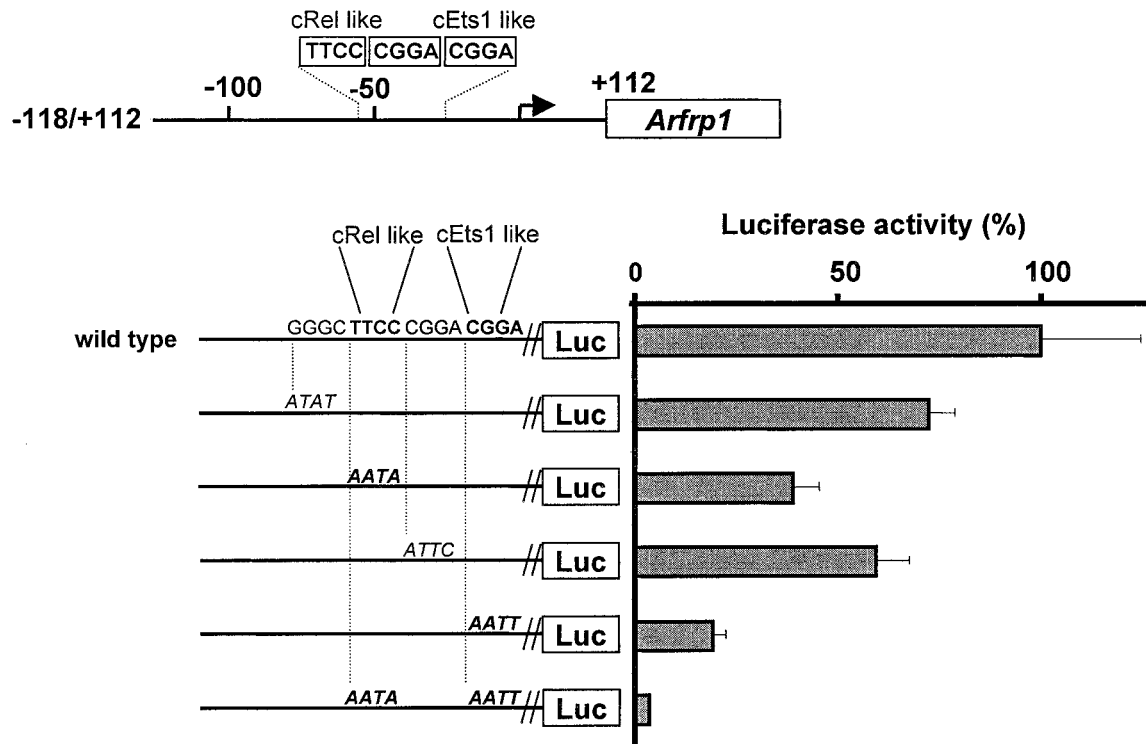 cRel like cEts1 like
TTCC CGGA CGGA
-100 -50 +112
-118/+112 Arfrp1
Luciferase activity (%)
cRel like cEts1 like
0 50 100
GGGC TTCC CGGA CGGA
wild type // Luc
ATAT // Luc
AATA // Luc
ATTC // Luc
AATT // Luc
AATA AATT // Luc